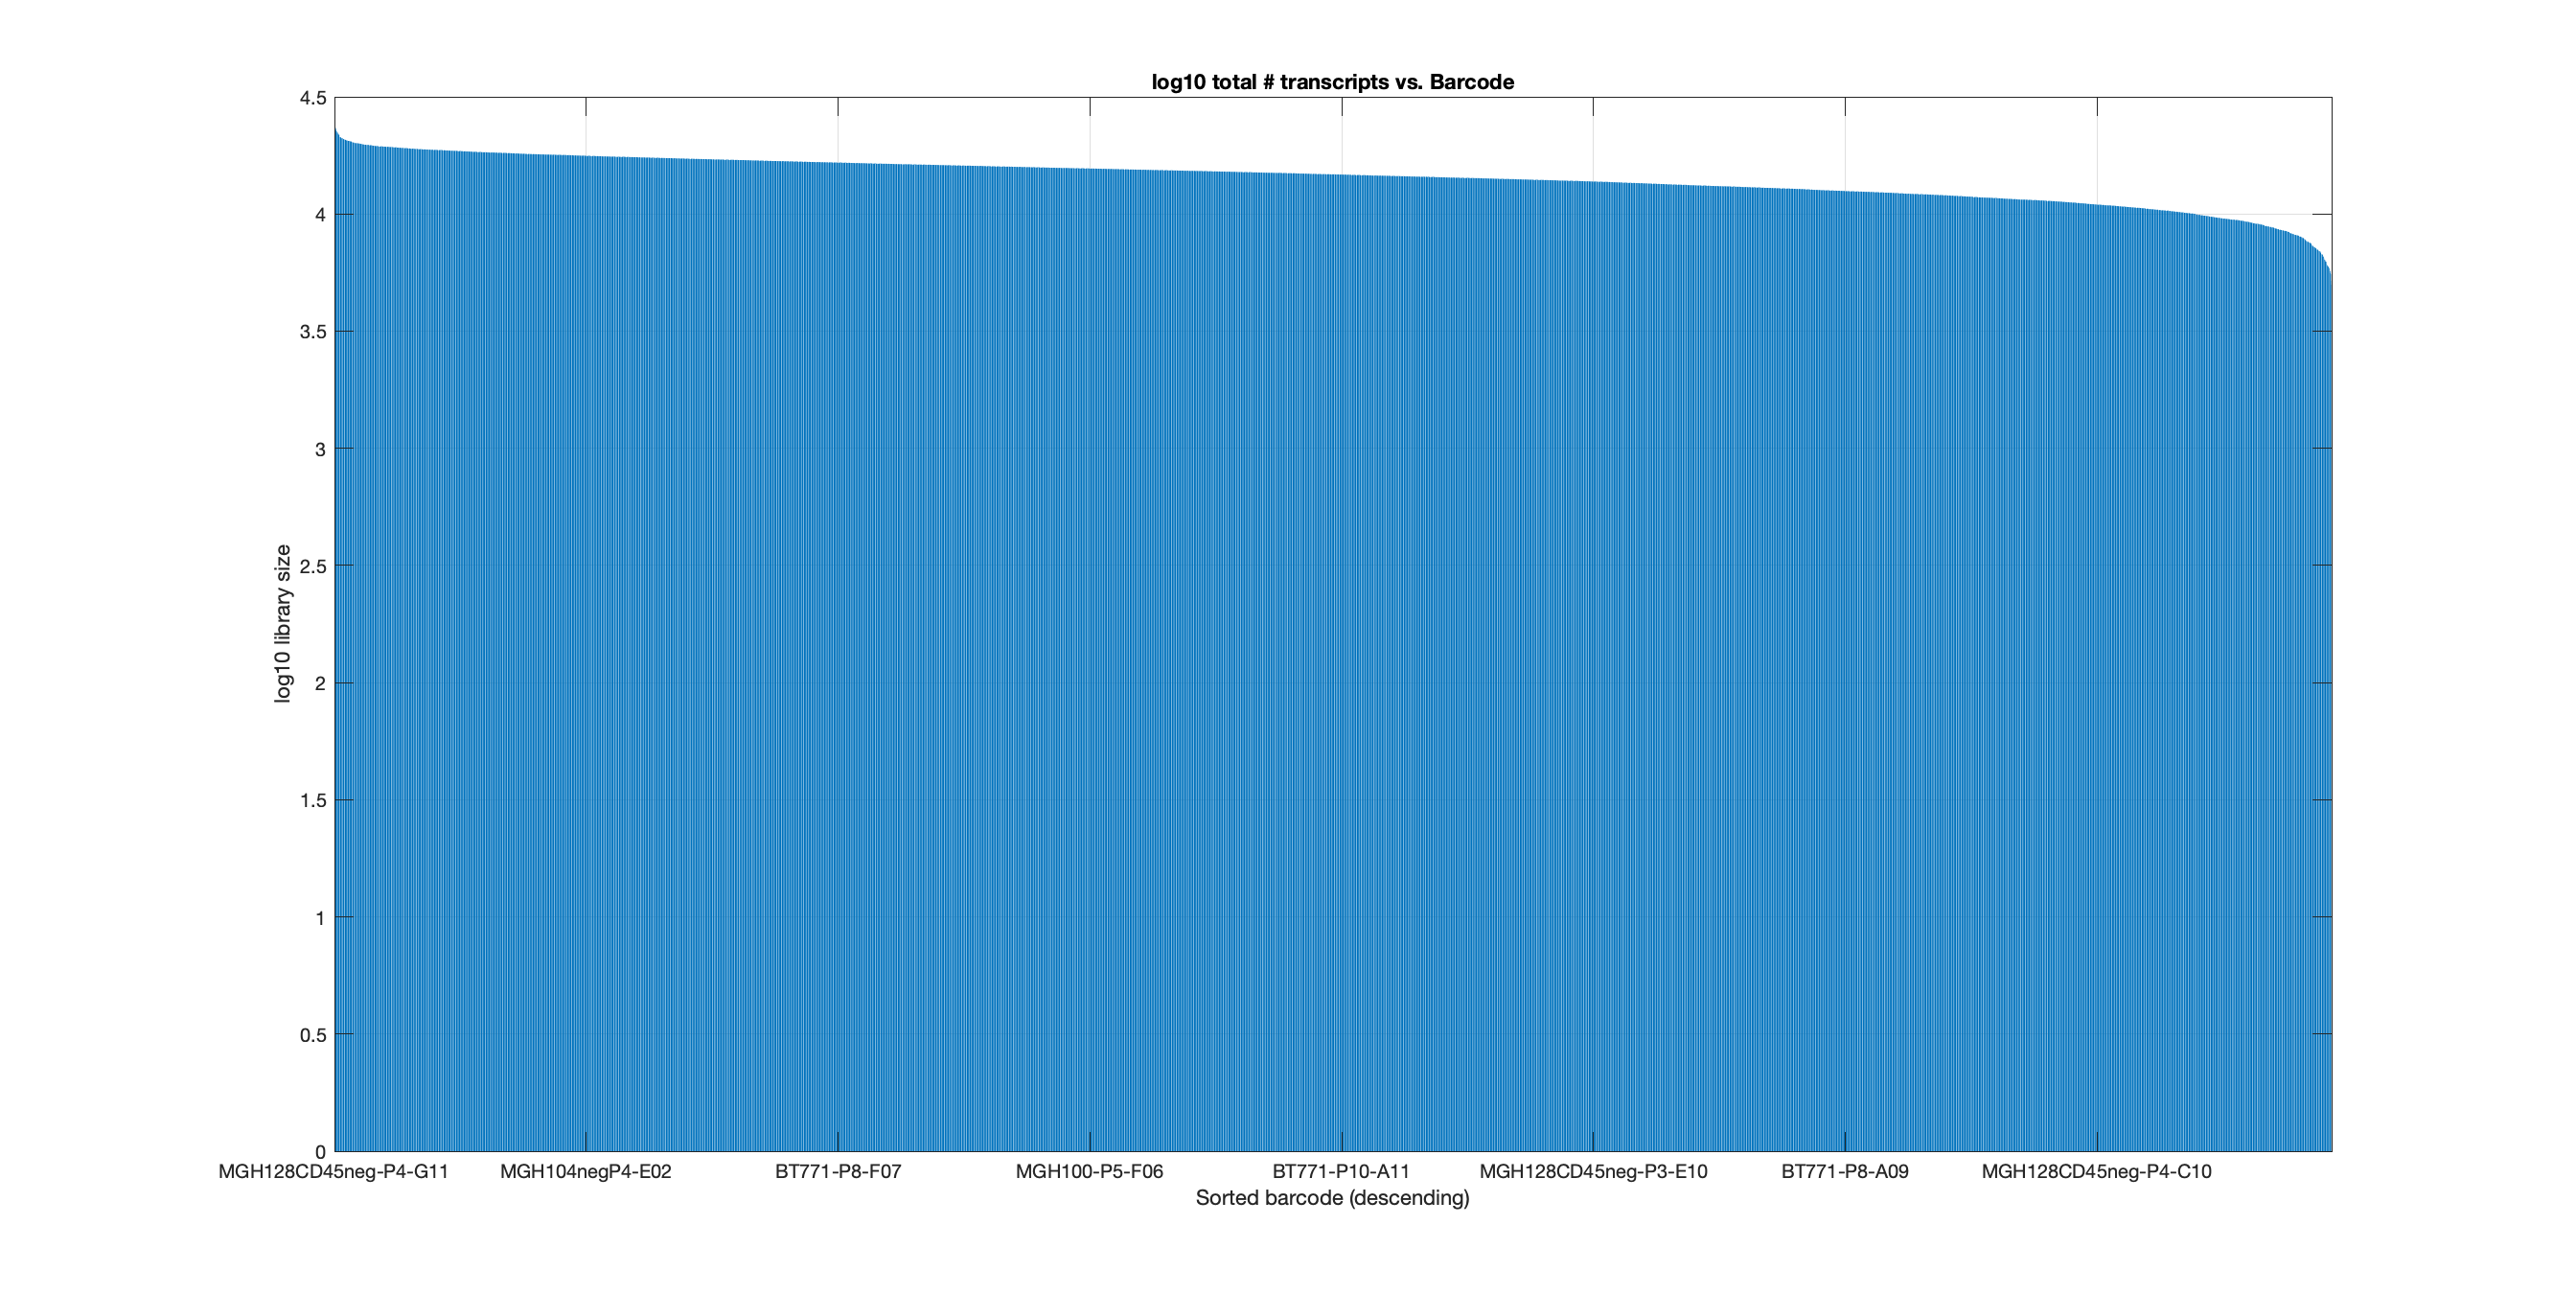 log10 total # transcripts vs. Barcode
4.5
4
3.5
3
2.5
2
1.5
1
0.5
0
log10 library size
MGH128CD45neg-P4-G11 MGH104negP4-E02 BT771-P8-F07 MGH100-P5-F06 BT771-P10-A11 MGH128CD45neg-P3-E10 BT771-P8-A09 MGH128CD45neg-P4-C10
Sorted barcode (descending)